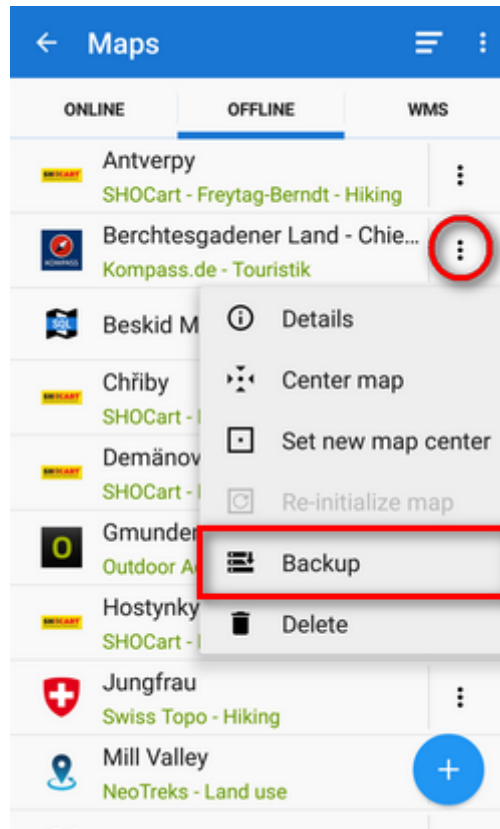 Maps
ONLINE OFFLINE WMS
Antverpy
SHOCart - Freytag-Berndt - Hiking
Berchtesgadener Land - Chie...
Kompass.de - Touristik
Beskid M
Details
Chřiby
SHOCart -
Center map
Demänov
SHOCart -
Set new map center
Re-initialize map
Gmunden
Outdoor A
Backup
Hostynky
SHOCart -
Delete
Jungfrau
Swiss Topo - Hiking
Mill Valley
NeoTreks - Land use